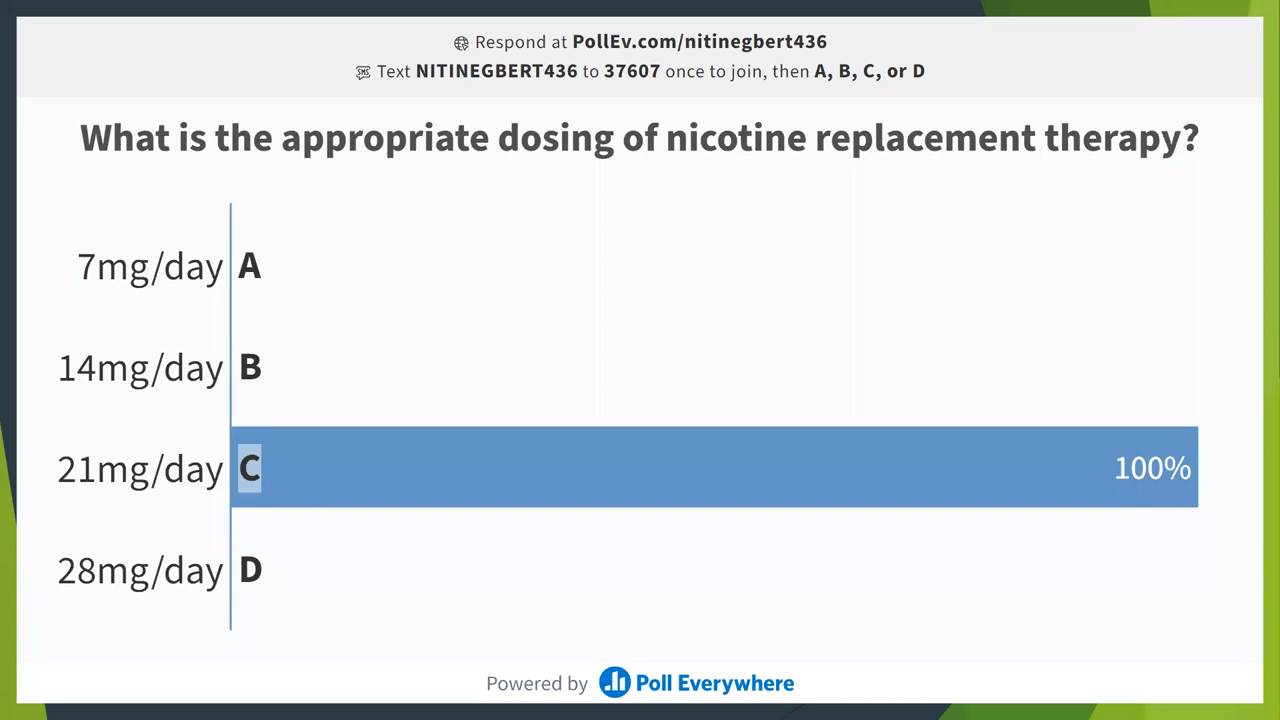 Respond at PollEv.com/nitinegbert436
Text NITINEGBERT436 to 37607 once to join, then A, B, C, or D
What is the appropriate dosing of nicotine replacement therapy?
7mg/day A
14mg/day B
21mg/day C 100%
28mg/day D
Powered by Poll Everywhere